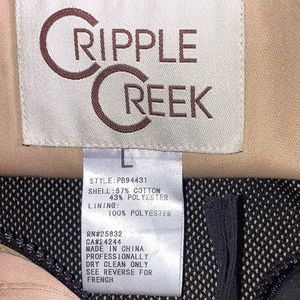 CRIPPLE
CREEK
L
STYLE:PB94431
SHELL:57% COTTON
43% POLYESTER
LINING:
100% POLYESTER
RN#25832
CA#24244
MADE IN CHINA
PROFESSIONALLY
DRY CLEAN ONLY
SEE REVERSE FOR
FRENCH